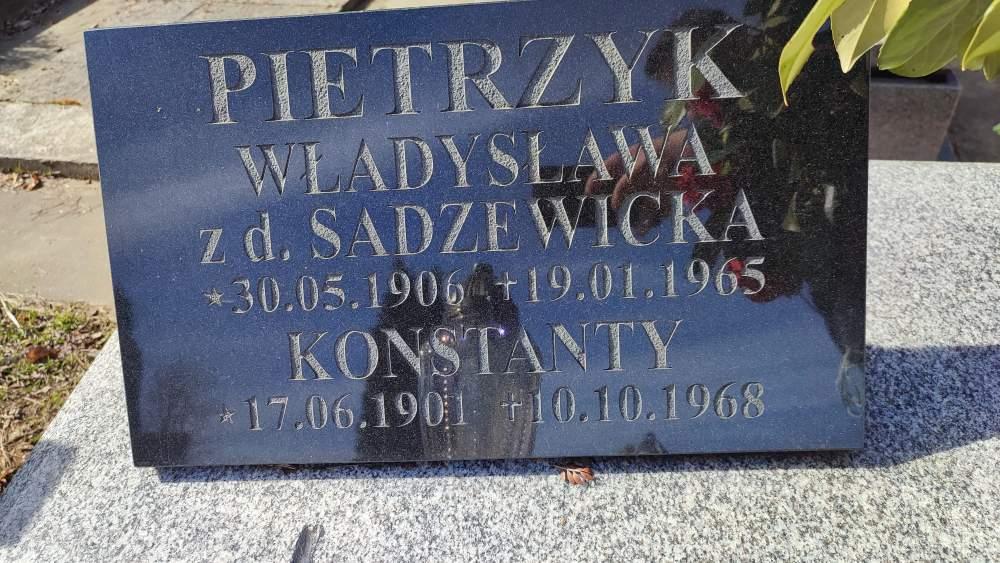 PIETRZYK
WŁADYSŁAWA
z d. SADZEWICKA
*30.05.1906 +19.01.1965
KONSTANTY
*17.06.1901 +10.10.1968